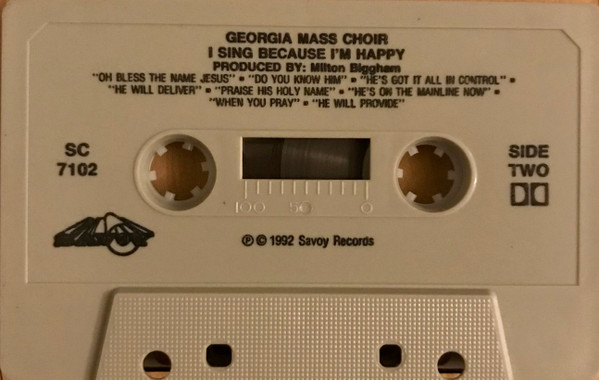 GEORGIA MASS CHOIR
I SING BECAUSE I'M HAPPY
PRODUCED BY: Milton Biggham
"OH BLESS THE NAME JESUS" ▪ "DO YOU KNOW HIM" ▪ "HE'S GOT IT ALL IN CONTROL" ▪
"HE WILL DELIVER" ▪ "PRAISE HIS HOLY NAME" ▪ "HE'S ON THE MAINLINE NOW" ▪
"WHEN YOU PRAY" ▪ "HE WILL PROVIDE"
SC
7102
SIDE
TWO
100 50 0
℗ © 1992 Savoy Records